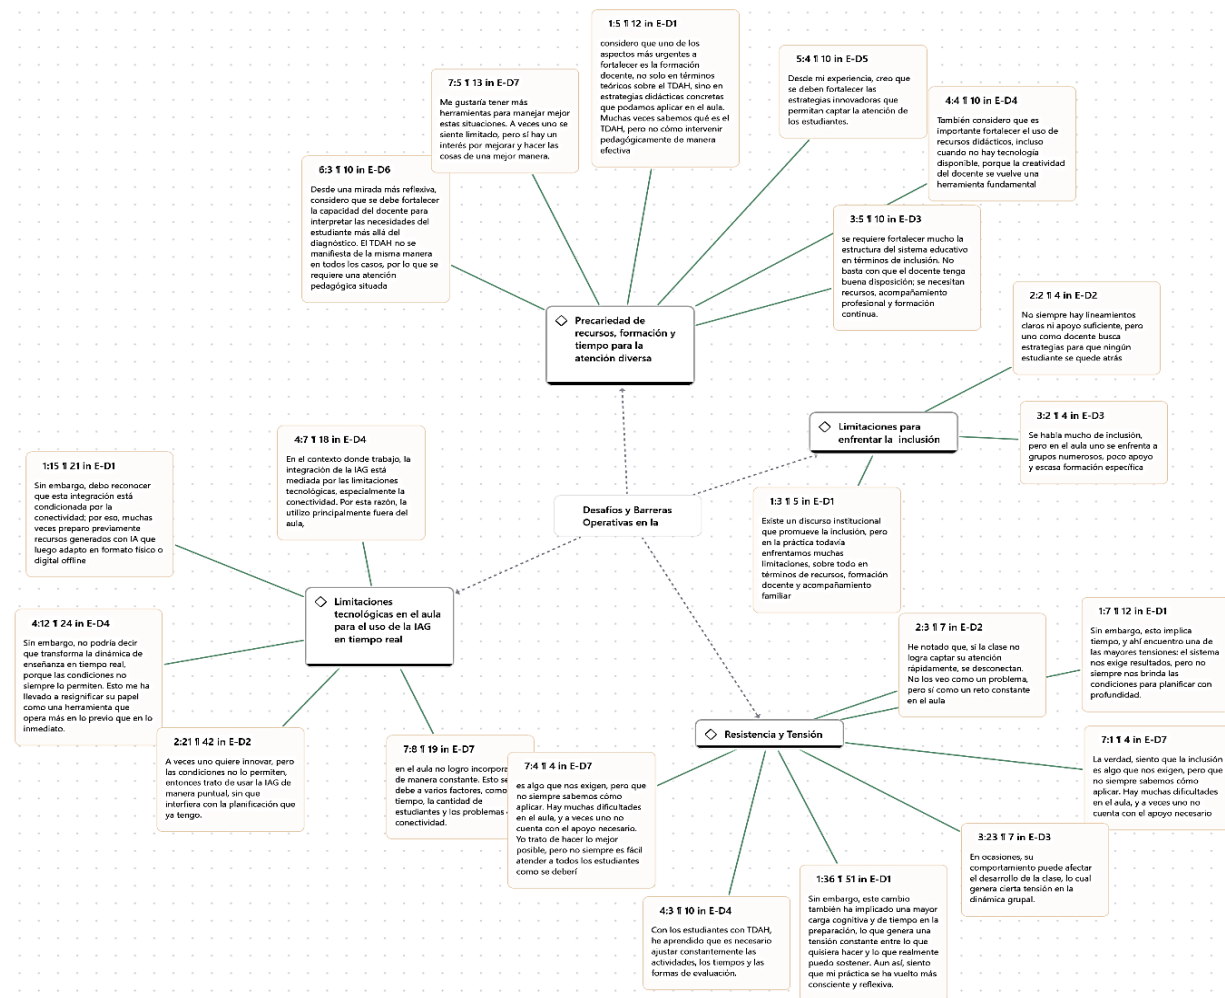 1:5 ¶ 12 in E-D1
considero que uno de los
aspectos más urgentes a
fortalecer es la formación
docente, no solo en términos
teóricos sobre el TDAH, sino en
estrategias didácticas concretas
que podamos aplicar en el aula.
Muchas veces sabemos qué es el
TDAH, pero no cómo intervenir
pedagógicamente de manera
efectiva
5:4 ¶ 10 in E-D5
Desde mi experiencia, creo que
se deben fortalecer las
estrategias innovadoras que
permitan captar la atención de
los estudiantes.
7:5 ¶ 13 in E-D7
Me gustaría tener más
herramientas para manejar mejor
estas situaciones. A veces uno se
siente limitado, pero sí hay un
interés por mejorar y hacer las
cosas de una mejor manera.
4:4 ¶ 10 in E-D4
También considero que es
importante fortalecer el uso de
recursos didácticos, incluso
cuando no hay tecnología
disponible, porque la creatividad
del docente se vuelve una
herramienta fundamental
6:3 ¶ 10 in E-D6
Desde una mirada más reflexiva,
considero que se debe fortalecer
la capacidad del docente para
interpretar las necesidades del
estudiante más allá del
diagnóstico. El TDAH no se
manifiesta de la misma manera
en todos los casos, por lo que se
requiere una atención
pedagógica situada
3:5 ¶ 10 in E-D3
se requiere fortalecer mucho la
estructura del sistema educativo
en términos de inclusión. No
basta con que el docente tenga
buena disposición; se necesitan
recursos, acompañamiento
profesional y formación
continua.
Precariedad de
recursos, formación y
tiempo para la
atención diversa
2:2 ¶ 4 in E-D2
No siempre hay lineamientos
claros ni apoyo suficiente, pero
uno como docente busca
estrategias para que ningún
estudiante se quede atrás
Limitaciones para
enfrentar la inclusión
3:2 ¶ 4 in E-D3
Se habla mucho de inclusión,
pero en el aula uno se enfrenta a
grupos numerosos, poco apoyo
y escasa formación específica
4:7 ¶ 18 in E-D4
En el contexto donde trabajo, la
integración de la IAG está
mediada por las limitaciones
tecnológicas, especialmente la
conectividad. Por esta razón, la
utilizo principalmente fuera del
aula,
1:15 ¶ 21 in E-D1
Sin embargo, debo reconocer
que esta integración está
condicionada por la
conectividad; por eso, muchas
veces preparo previamente
recursos generados con IA que
luego adapto en formato físico o
digital offline
Desafíos y Barreras
Operativas en la
1:3 ¶ 5 in E-D1
Existe un discurso institucional
que promueve la inclusión, pero
en la práctica todavía
enfrentamos muchas
limitaciones, sobre todo en
términos de recursos, formación
docente y acompañamiento
familiar
Limitaciones
tecnológicas en el aula
para el uso de la IAG
en tiempo real
4:12 ¶ 24 in E-D4
Sin embargo, no podría decir
que transforma la dinámica de
enseñanza en tiempo real,
porque las condiciones no
siempre lo permiten. Esto me ha
llevado a resignificar su papel
como una herramienta que
opera más en lo previo que en lo
inmediato.
2:3 ¶ 7 in E-D2
He notado que, si la clase no
logra captar su atención
rápidamente, se desconectan.
No los veo como un problema,
pero sí como un reto constante
en el aula
1:7 ¶ 12 in E-D1
Sin embargo, esto implica
tiempo, y ahí encuentro una de
las mayores tensiones: el sistema
nos exige resultados, pero no
siempre nos brinda las
condiciones para planificar con
profundidad.
Resistencia y Tensión
2:21 ¶ 42 in E-D2
A veces uno quiere innovar, pero
las condiciones no lo permiten,
entonces trato de usar la IAG de
manera puntual, sin que
interfiera con la planificación que
ya tengo.
7:8 ¶ 19 in E-D7
en el aula no logro incorpora
de manera constante. Esto se
debe a varios factores, como
tiempo, la cantidad de
estudiantes y los problemas
conectividad.
7:4 ¶ 4 in E-D7
es algo que nos exigen, pero que
no siempre sabemos cómo
aplicar. Hay muchas dificultades
en el aula, y a veces uno no
cuenta con el apoyo necesario.
Yo trato de hacer lo mejor
posible, pero no siempre es fácil
atender a todos los estudiantes
como se deberí
7:1 ¶ 4 in E-D7
La verdad, siento que la inclusión
es algo que nos exigen, pero que
no siempre sabemos cómo
aplicar. Hay muchas dificultades
en el aula, y a veces uno no
cuenta con el apoyo necesario
3:23 ¶ 7 in E-D3
En ocasiones, su
comportamiento puede afectar
el desarrollo de la clase, lo cual
genera cierta tensión en la
dinámica grupal.
4:3 ¶ 10 in E-D4
Con los estudiantes con TDAH,
he aprendido que es necesario
ajustar constantemente las
actividades, los tiempos y las
formas de evaluación.
1:36 ¶ 51 in E-D1
Sin embargo, este cambio
también ha implicado una mayor
carga cognitiva y de tiempo en la
preparación, lo que genera una
tensión constante entre lo que
quisiera hacer y lo que realmente
puedo sostener. Aun así, siento
que mi práctica se ha vuelto más
consciente y reflexiva.